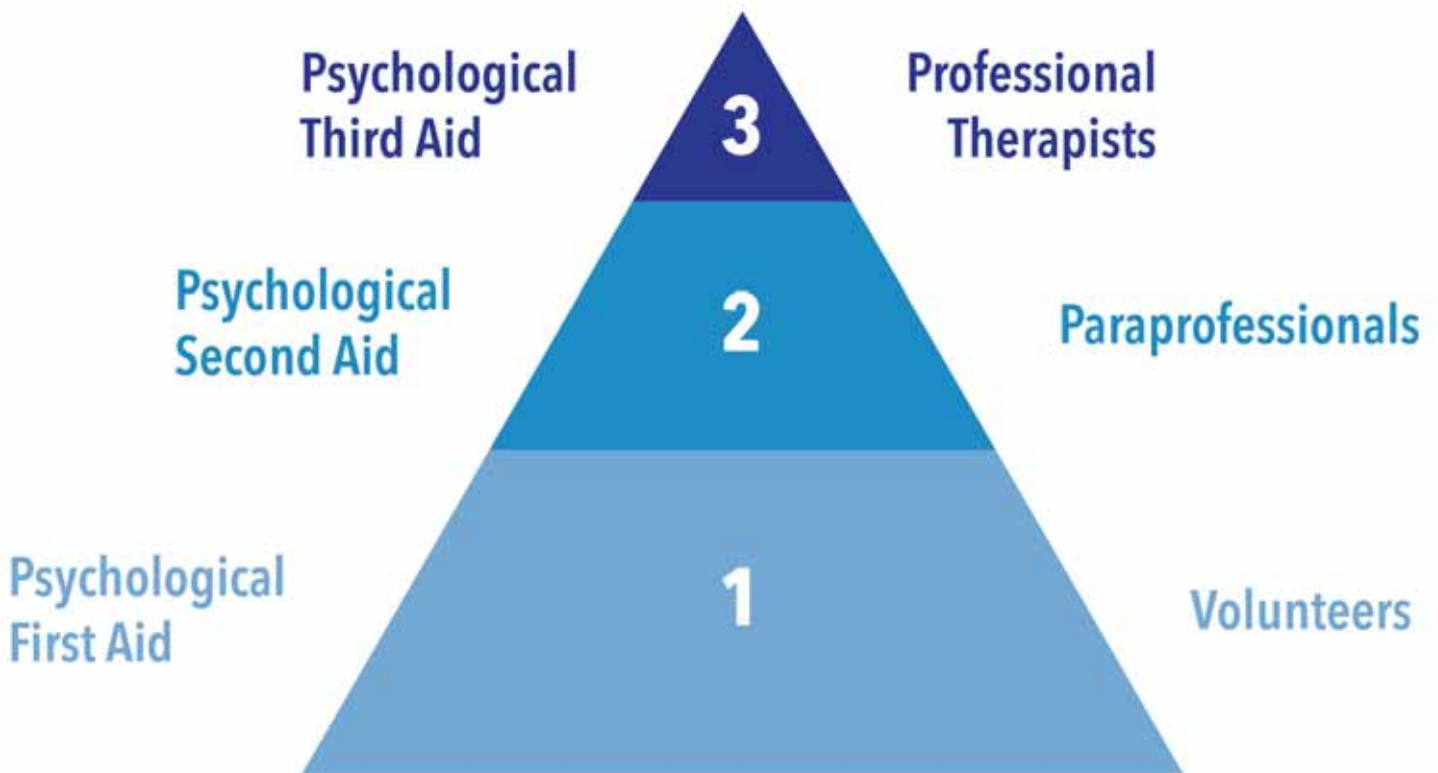 Psychological
Third Aid
3
Professional
Therapists
Psychological
Second Aid
2
Paraprofessionals
Psychological
First Aid
1
Volunteers